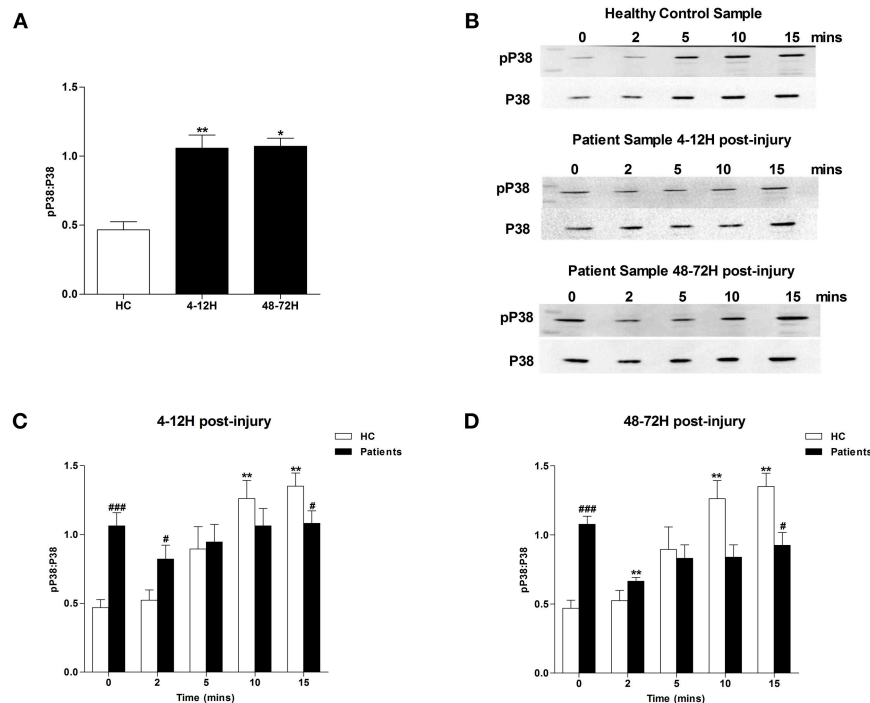 A
1.5
1.0
0.5
0.0
pP38:P38
**
*
HC
4-12H
48-72H
B
Healthy Control Sample
0 2 5 10 15 mins
pP38
P38
Patient Sample 4-12H post-injury
0 2 5 10 15 mins
pP38
P38
Patient Sample 48-72H post-injury
0 2 5 10 15 mins
pP38
P38
C
4-12H post-injury
HC
Patients
1.5
1.0
0.5
0.0
pP38:P38
###
#
**
**
#
0 2 5 10 15
Time (mins)
D
48-72H post-injury
HC
Patients
1.5
1.0
0.5
0.0
pP38:P38
###
**
**
**
#
0 2 5 10 15
Time (mins)